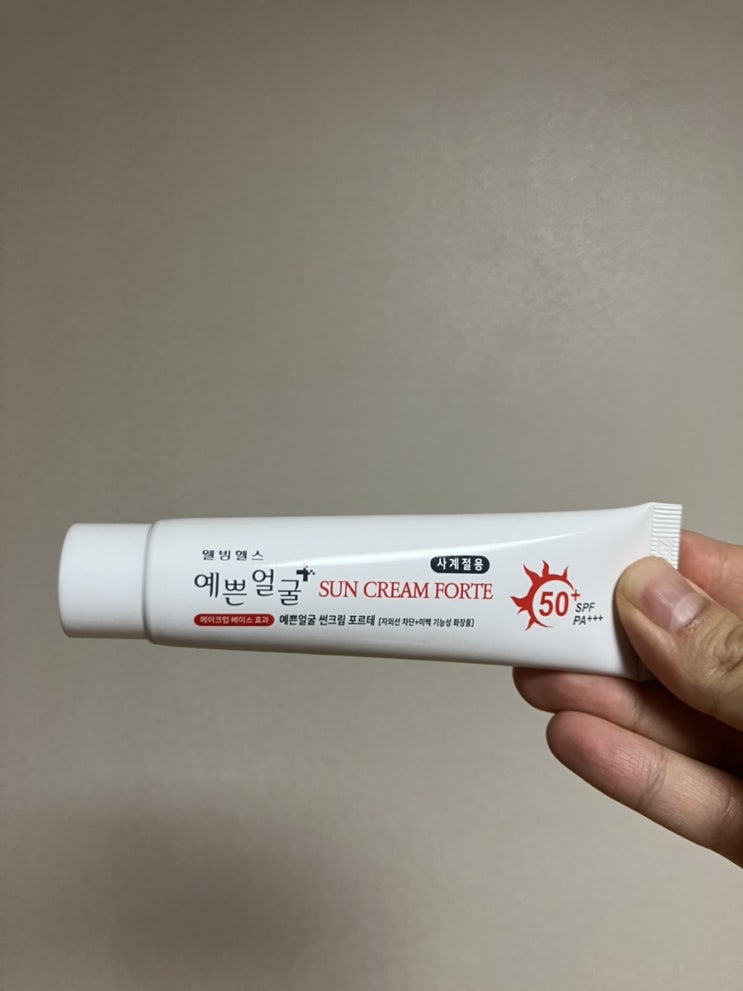 웰빙헬스
예쁜얼굴+
사계절용
SUN CREAM FORTE
메이크업 베이스 효과
예쁜얼굴 썬크림 포르테 [자외선 차단+미백 기능성 화장품]
50+
SPF
PA+++